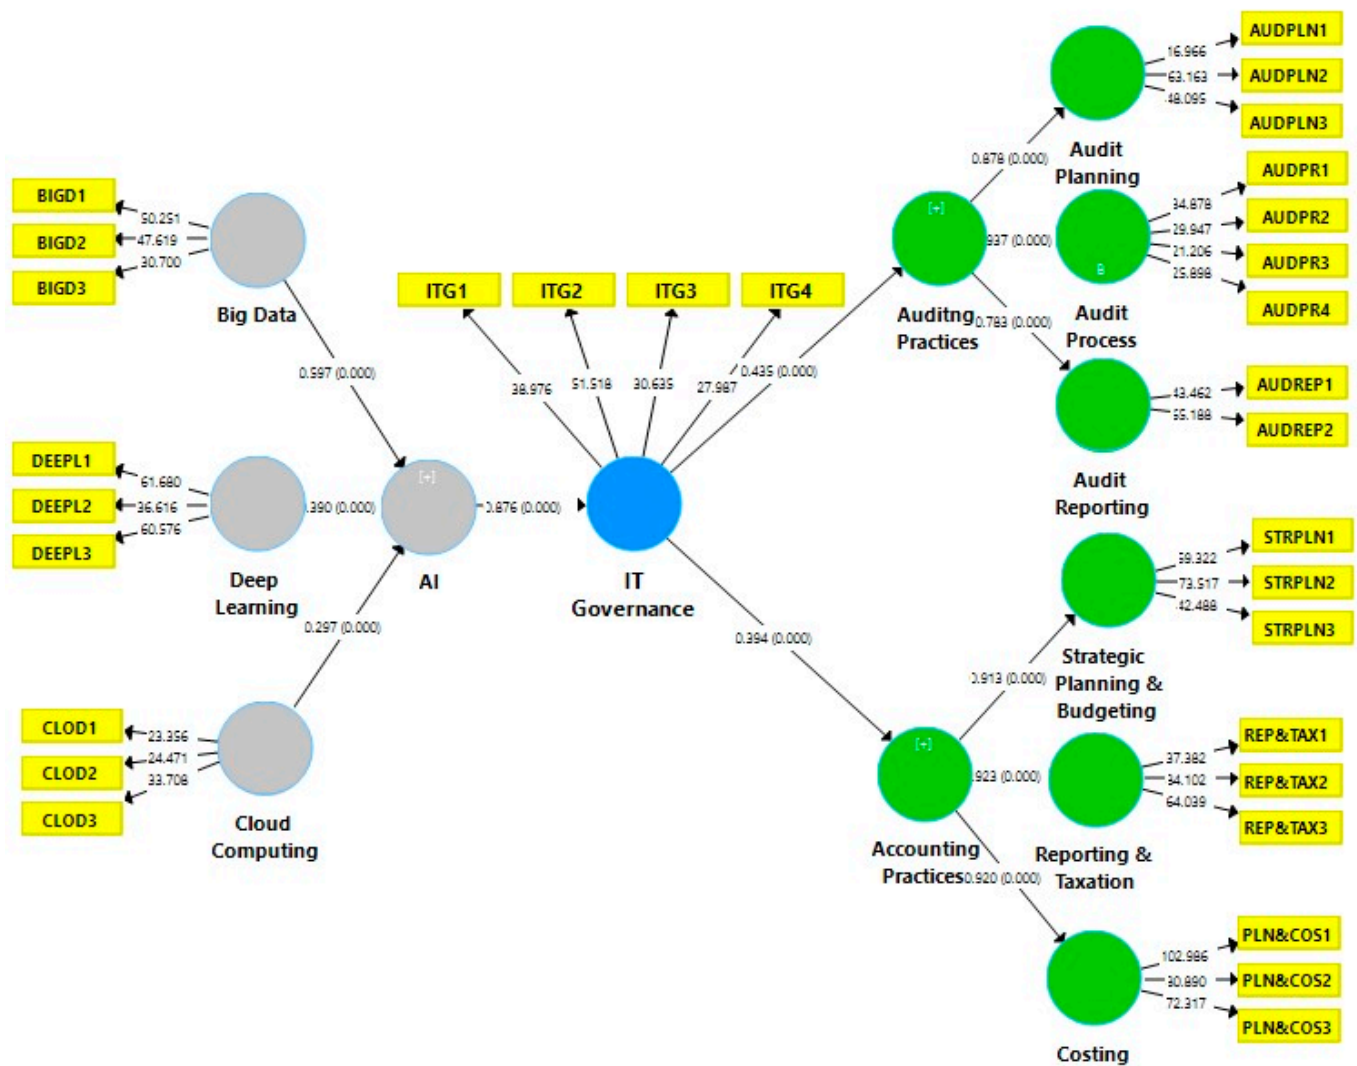 AUDPLN1
16.966
AUDPLN2
63.163
48.095
AUDPLN3
Audit
Planning
0.878 (0.000)
AUDPR1
34.878
AUDPR2
29.947
21.206
AUDPR3
25.898
AUDPR4
B
Audit
Process
[+]
937 (0.000)
Auditng
Practices
0.783 (0.000)
AUDREP1
43.462
55.188
AUDREP2
Audit
Reporting
BIGD1
50.251
BIGD2
47.619
30.700
BIGD3
Big Data
0.597 (0.000)
ITG1
ITG2
ITG3
ITG4
38.976
51.518
30.635
27.987
0.435 (0.000)
DEEPL1
61.680
DEEPL2
36.616
60.576
DEEPL3
Deep
Learning
.390 (0.000)
[+]
AI
0.876 (0.000)
IT
Governance
0.297 (0.000)
0.394 (0.000)
CLOD1
23.356
24.471
CLOD2
33.708
CLOD3
Cloud
Computing
STRPLN1
59.322
73.517
STRPLN2
42.488
STRPLN3
Strategic
Planning &
Budgeting
0.913 (0.000)
[+]
.923 (0.000)
Accounting
Practices
0.920 (0.000)
REP&TAX1
37.382
34.102
REP&TAX2
64.039
REP&TAX3
Reporting &
Taxation
PLN&COS1
102.986
PLN&COS2
72.317
PLN&COS3
Costing